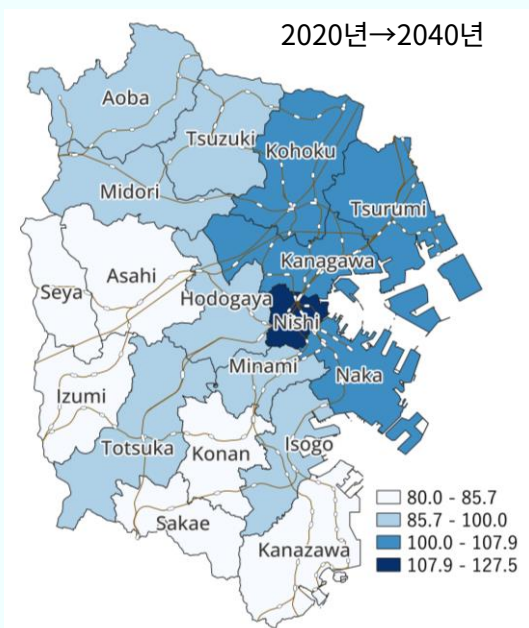 2020년→2040년
Aoba
Tsuzuki
Kohoku
Midori
Tsurumi
Kanagawa
Asahi
Seya
Hodogaya
Nishi
Minami
Naka
Izumi
Totsuka
Konan
Isogo
Sakae
Kanazawa
80.0 - 85.7
85.7 - 100.0
100.0 - 107.9
107.9 - 127.5